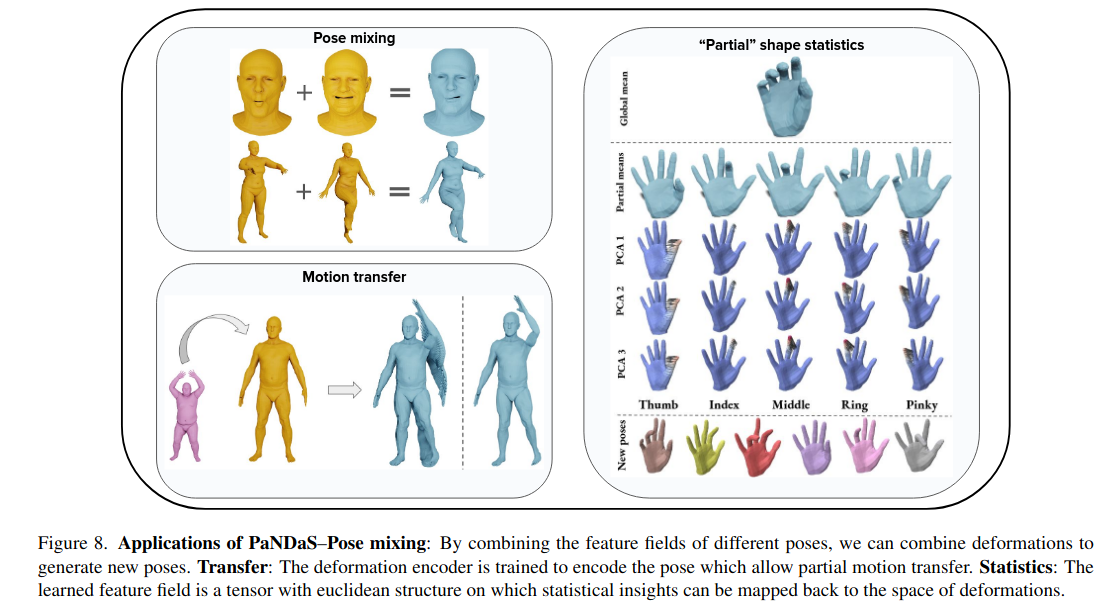 Pose mixing
+ =
+ =
Motion transfer
“Partial” shape statistics
Global mean
Partial means
PCA 1
PCA 2
PCA 3
Thumb Index Middle Ring Pinky
New poses
Figure 8. Applications of PaNDaS–Pose mixing: By combining the feature fields of different poses, we can combine deformations to
generate new poses. Transfer: The deformation encoder is trained to encode the pose which allow partial motion transfer. Statistics: The
learned feature field is a tensor with euclidean structure on which statistical insights can be mapped back to the space of deformations.